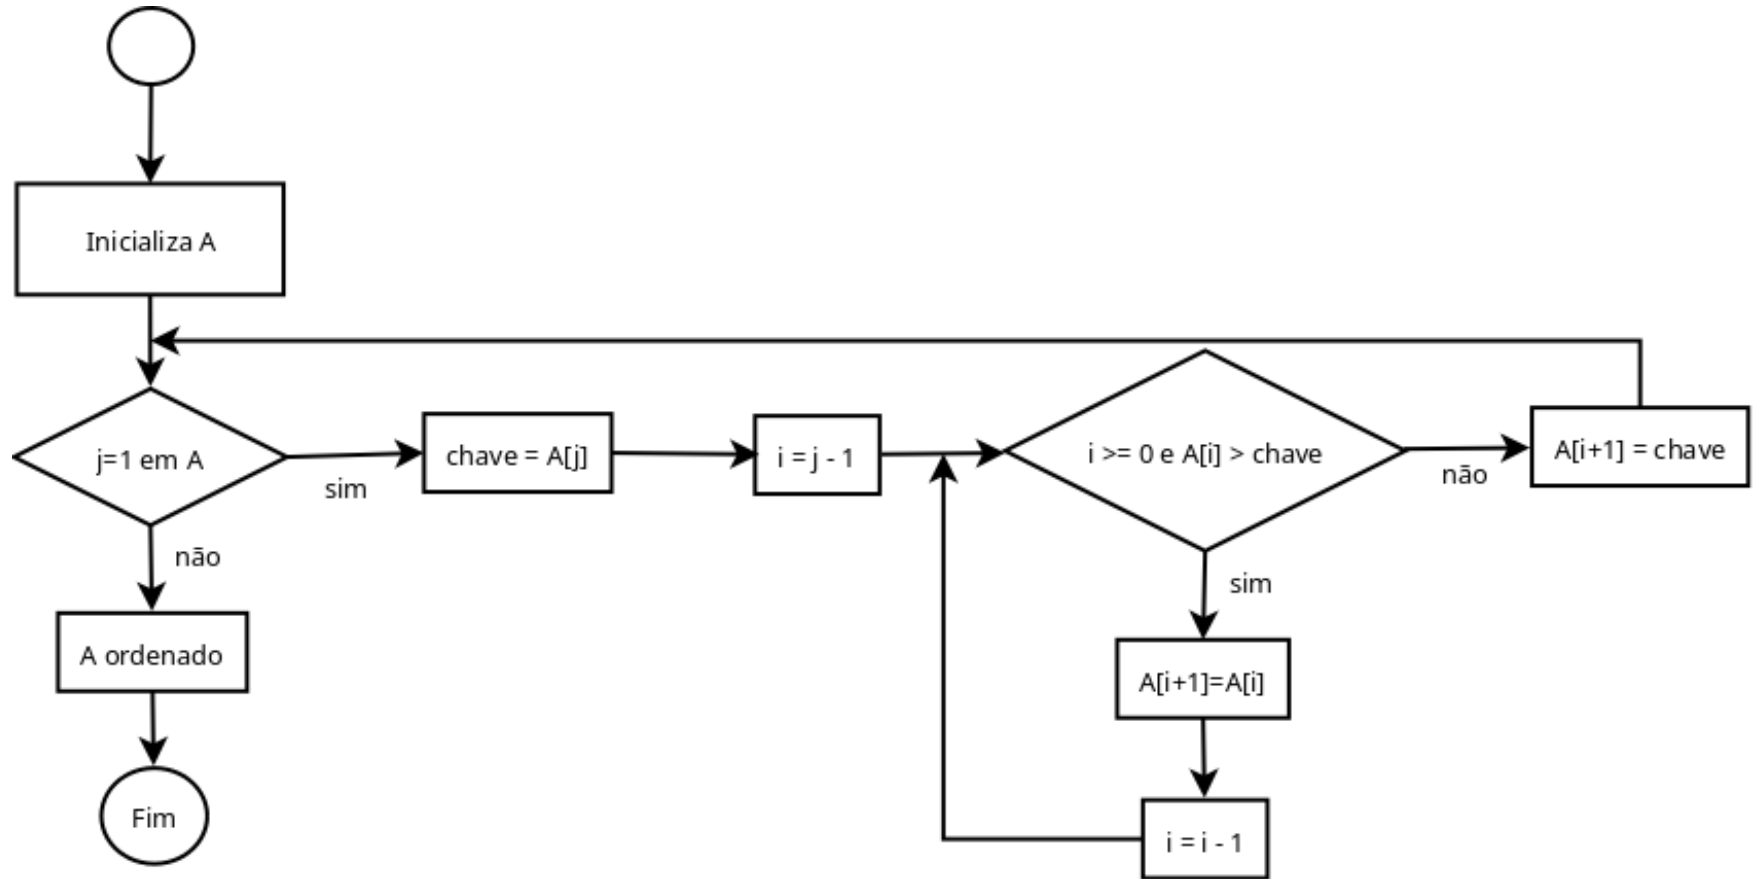 Inicializa A
j=1 em A
sim
chave = A[j]
i = j - 1
i >= 0 e A[i] > chave
não
A[i+1] = chave
não
sim
A ordenado
A[i+1]=A[i]
Fim
i = i - 1